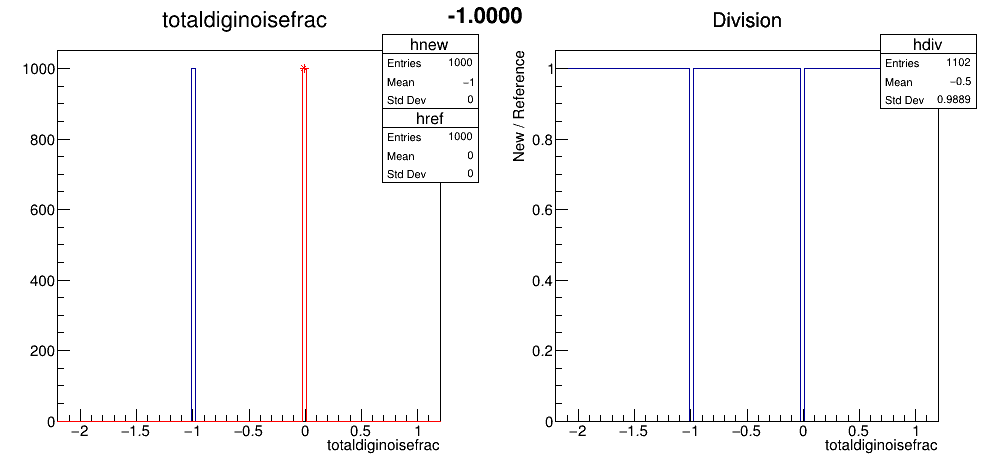 totaldiginoisefrac
-1.0000
Division
hnew
Entries 1000
Mean −1
Std Dev 0
href
Entries 1000
Mean 0
Std Dev 0
1000
800
600
400
200
0
−2 −1.5 −1 −0.5 0 0.5 1
totaldiginoisefrac
hdiv
Entries 1102
Mean −0.5
Std Dev 0.9889
New / Reference
1
0.8
0.6
0.4
0.2
0
−2 −1.5 −1 −0.5 0 0.5 1
totaldiginoisefrac